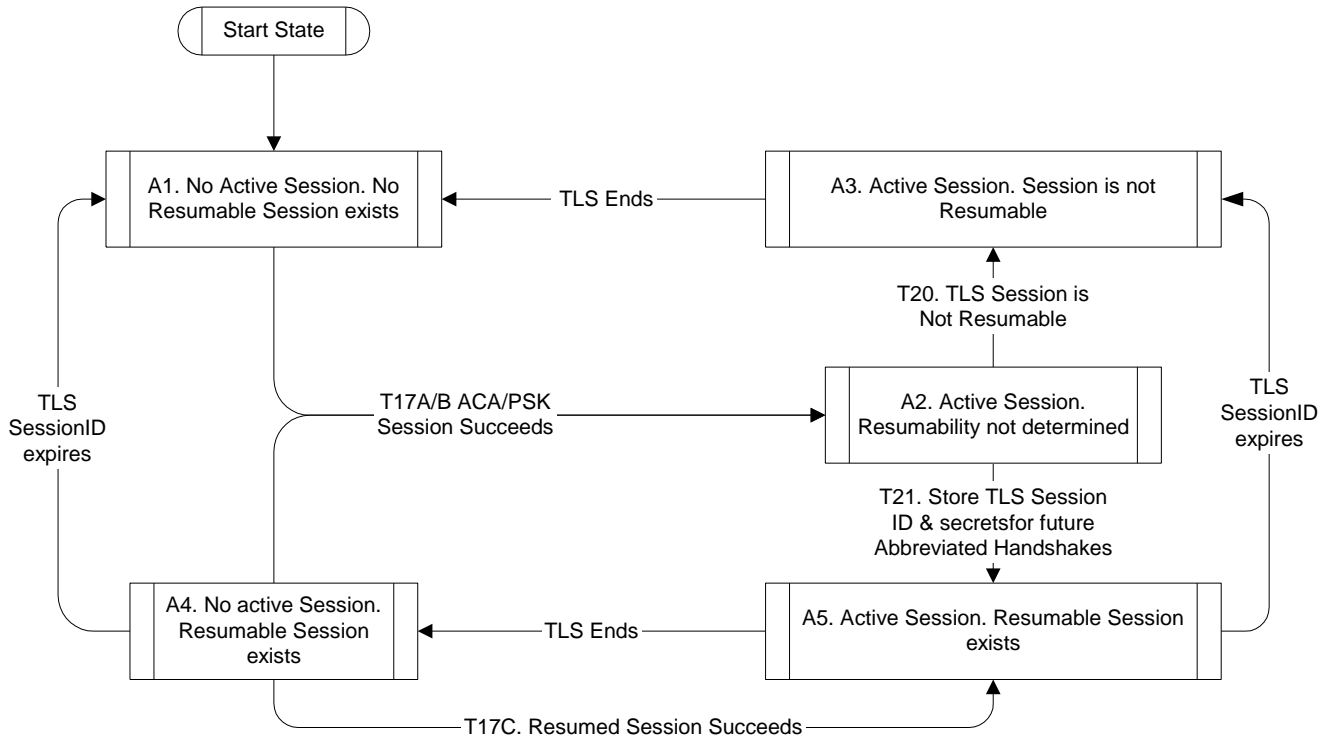 Start State
A1. No Active Session. No
Resumable Session exists
TLS Ends
A3. Active Session. Session is not
Resumable
T20. TLS Session is
Not Resumable
TLS
SessionID
expires
T17A/B ACA/PSK
Session Succeeds
A2. Active Session.
Resumability not determined
TLS
SessionID
expires
T21. Store TLS Session
ID & secretsfor future
Abbreviated Handshakes
A4. No active Session.
Resumable Session
exists
TLS Ends
A5. Active Session. Resumable Session
exists
T17C. Resumed Session Succeeds